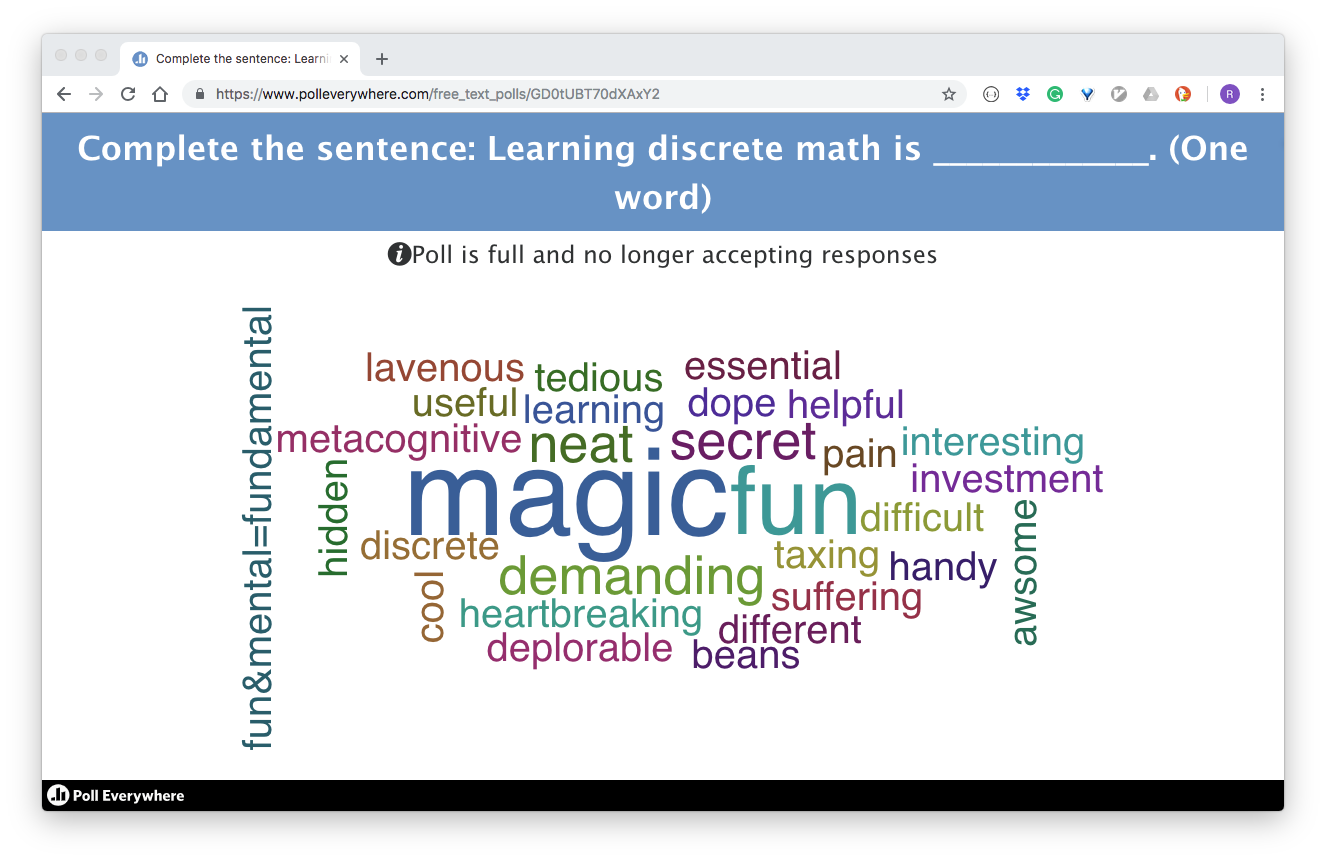 Complete the sentence: Learni
https://www.polleverywhere.com/free_text_polls/GD0tUBT70dXAxY2
R
Complete the sentence: Learning discrete math is _____________. (One
word)
Poll is full and no longer accepting responses
fun&mental=fundamental
lavenous
tedious
essential
useful
learning
dope
helpful
metacognitive
neat
secret
pain
interesting
hidden
magic
fun
investment
difficult
discrete
demanding
taxing
handy
awsome
cool
heartbreaking
suffering
different
deplorable
beans
Poll Everywhere